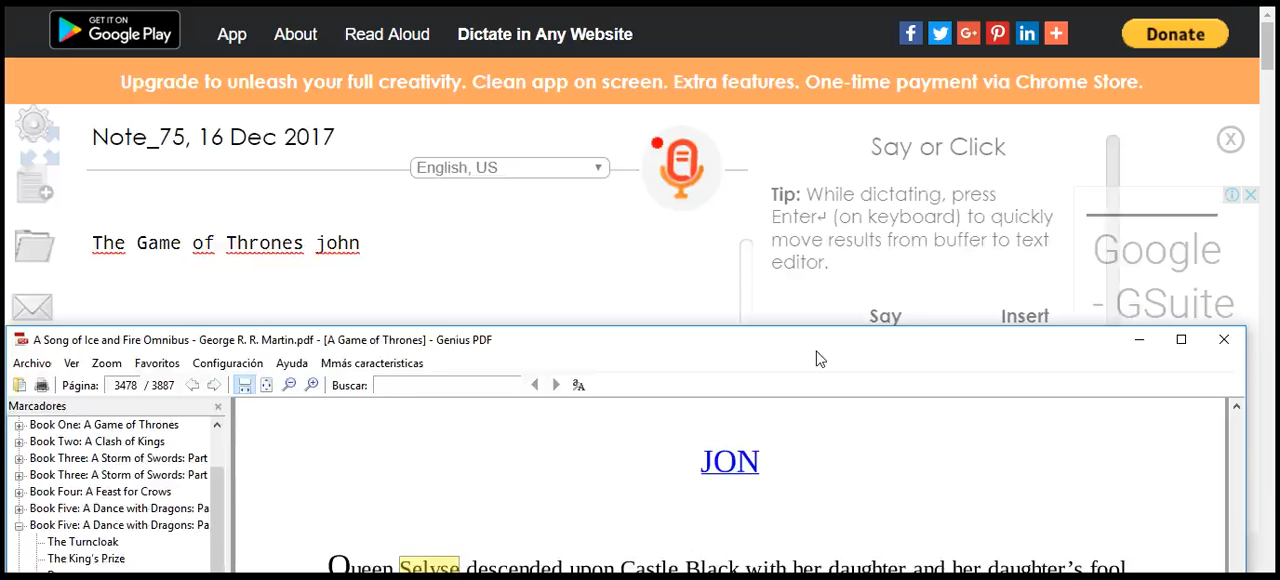 GET IT ON
Google Play
App About Read Aloud Dictate in Any Website
f in + Donate
Upgrade to unleash your full creativity. Clean app on screen. Extra features. One-time payment via Chrome Store.
Note_75, 16 Dec 2017
English, US
Say or Click
X
Tip: While dictating, press
Enter↵ (on keyboard) to quickly
move results from buffer to text
editor.
Google
- GSuite
The Game of Thrones john
Say Insert
A Song of Ice and Fire Omnibus - George R. R. Martin.pdf - [A Game of Thrones] - Genius PDF
Archivo Ver Zoom Favoritos Configuración Ayuda Mmás caracteristicas
Página: 3478 / 3887 Buscar:
Marcadores
Book One: A Game of Thrones
Book Two: A Clash of Kings
Book Three: A Storm of Swords: Part
Book Three: A Storm of Swords: Part
Book Four: A Feast for Crows
Book Five: A Dance with Dragons: Pa
Book Five: A Dance with Dragons: Pa
The Turncloak
The King's Prize
JON
Queen Selyse descended upon Castle Black with her daughter and her daughter's fool